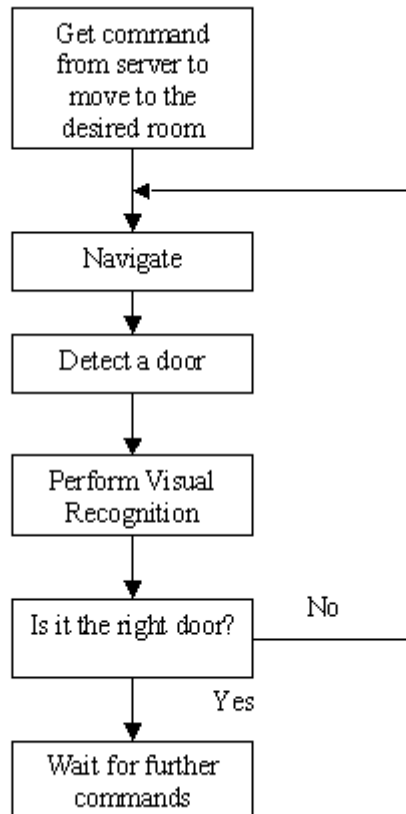 Get command
from server to
move to the
desired room
Navigate
Detect a door
Perform Visual
Recognition
Is it the right door?
No
Yes
Wait for further
commands